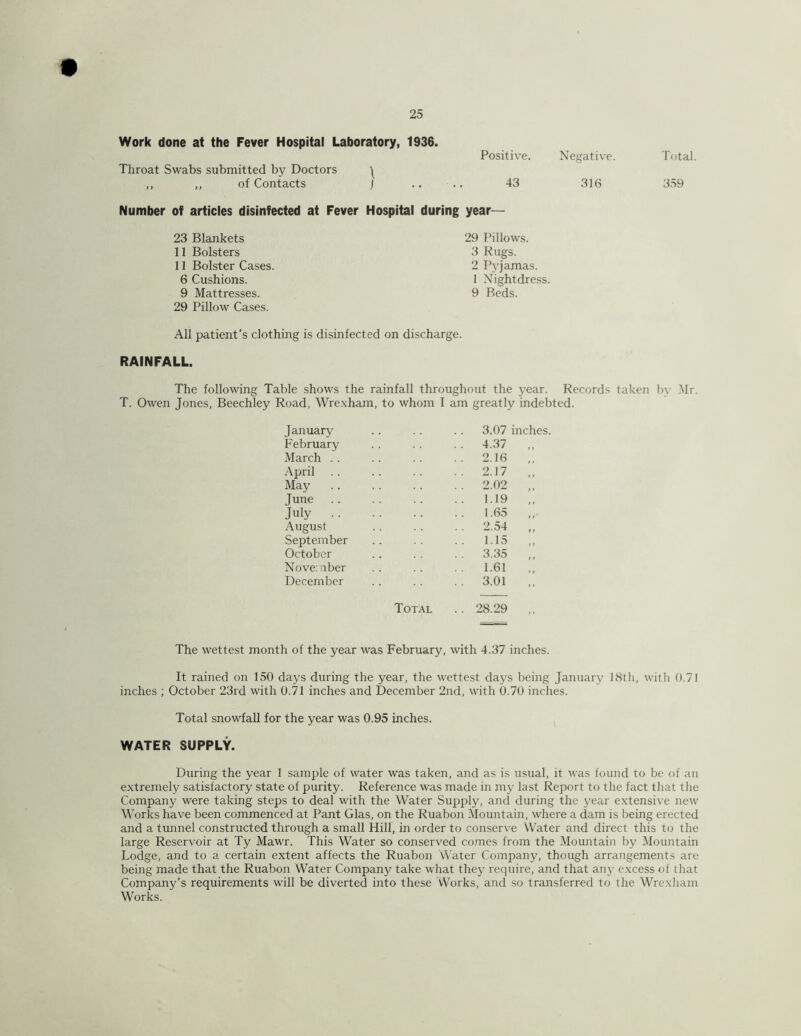 25
Work done at the Fever Hospital Laboratory, 1936.
Positive. Negative. Total.
Throat Swabs submitted by Doctors }
,, ,, of Contacts } .. .. 43 316 359
Number of articles disinfected at Fever Hospital during year—
23 Blankets 29 Pillows.
11 Bolsters 3 Rugs.
11 Bolster Cases. 2 Pyjamas.
6 Cushions. 1 Nightdress.
9 Mattresses. 9 Beds.
29 Pillow Cases.
All patient's clothing is disinfected on discharge.
RAINFALL.
The following Table shows the rainfall throughout the year. Records taken by Mr.
T. Owen Jones, Beechley Road, Wrexham, to whom I am greatly indebted.
January .. .. .. 3.07 inches.
February .. .. .. 4.37 ,,
March .. .. .. .. 2.16 ,,
April .. .. .. .. 2.17 ,,
May .. .. .. .. 2.02 ,,
June .. .. .. .. 1.19 ,,
July .. .. .. .. 1.65 ,,
August .. .. .. 2.54 ,,
September .. .. .. 1.15 ,,
October .. .. .. 3.35 ,,
November .. .. .. 1.61 ,,
December .. .. .. 3.01 ,,
TOTAL .. 28.29 ,,
The wettest month of the year was February, with 4.37 inches.
It rained on 150 days during the year, the wettest days being January 18th, with 0.71
inches ; October 23rd with 0.71 inches and December 2nd, with 0.70 inches.
Total snowfall for the year was 0.95 inches.
WATER SUPPLY.
During the year 1 sample of water was taken, and as is usual, it was found to be of an
extremely satisfactory state of purity. Reference was made in my last Report to the fact that the
Company were taking steps to deal with the Water Supply, and during the year extensive new
Works have been commenced at Pant Glas, on the Ruabon Mountain, where a dam is being erected
and a tunnel constructed through a small Hill, in order to conserve Water and direct this to the
large Reservoir at Ty Mawr. This Water so conserved comes from the Mountain by Mountain
Lodge, and to a certain extent affects the Ruabon Water Company, though arrangements are
being made that the Ruabon Water Company take what they require, and that any excess of that
Company's requirements will be diverted into these Works, and so transferred to the Wrexham
Works.